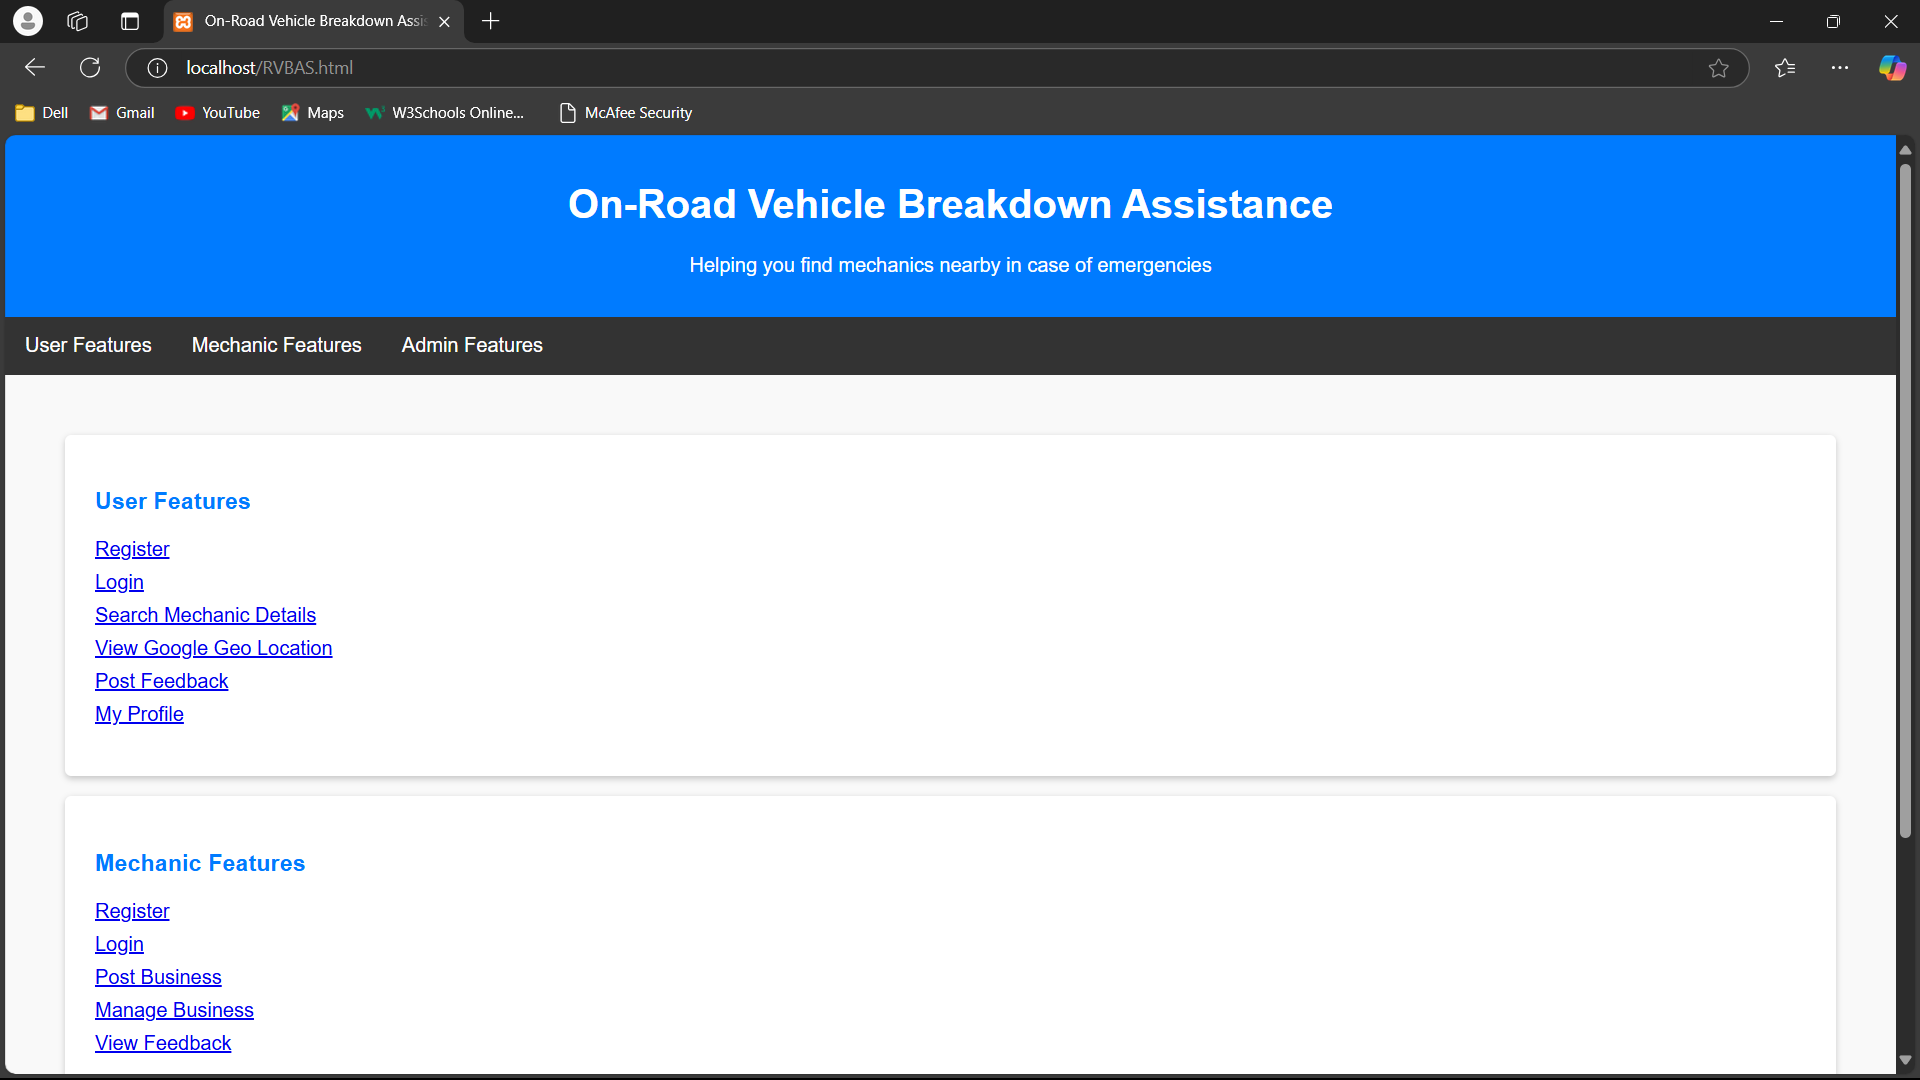 On-Road Vehicle Breakdown Assis
localhost/RVBAS.html
Dell Gmail YouTube Maps W3Schools Online... McAfee Security
On-Road Vehicle Breakdown Assistance
Helping you find mechanics nearby in case of emergencies
User Features Mechanic Features Admin Features
User Features
Register
Login
Search Mechanic Details
View Google Geo Location
Post Feedback
My Profile
Mechanic Features
Register
Login
Post Business
Manage Business
View Feedback